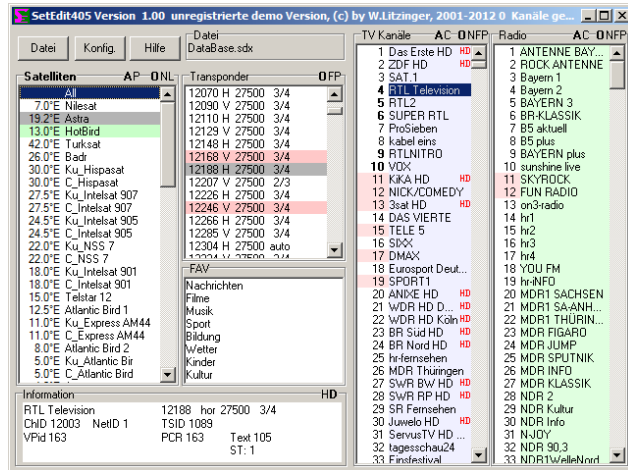 SetEdit405 Version 1.00 unregistrierte demo Version, (c) by W.Litzinger, 2001-2012 0 Kanäle ge...
Datei
Konfig.
Hilfe
Datei
DataBase.sdx
Satelliten AP ONL
All
7.0°E Nilesat
19.2°E Astra
13.0°E HotBird
42.0°E Turksat
26.0°E Badr
30.0°E Ku_Hispasat
30.0°E C_Hispasat
27.5°E Ku_Intelsat 907
27.5°E C_Intelsat 907
24.5°E Ku_Intelsat 905
24.5°E C_Intelsat 905
22.0°E Ku_NSS 7
22.0°E C_NSS 7
18.0°E Ku_Intelsat 901
18.0°E C_Intelsat 901
15.0°E Telstar 12
12.5°E Atlantic Bird 1
11.0°E Ku_Express AM44
11.0°E C_Express AM44
8.0°E Atlantic Bird 2
5.0°E Ku_Atlantic Bir
5.0°E C_Atlantic Bird
Transponder OFP
12070 H 27500 3/4
12090 V 27500 3/4
12110 H 27500 3/4
12129 V 27500 3/4
12148 H 27500 3/4
12168 V 27500 3/4
12188 H 27500 3/4
12207 V 27500 2/3
12226 H 27500 3/4
12246 V 27500 3/4
12266 H 27500 3/4
12285 V 27500 3/4
12304 H 27500 auto
12324 V 27500 3/4
FAV
Nachrichten
Filme
Musik
Sport
Bildung
Wetter
Kinder
Kultur
TV Kanäle AC ONFP
1 Das Erste HD HD
2 ZDF HD HD
3 SAT.1
4 RTL Television
5 RTL2
6 SUPER RTL
7 ProSieben
8 kabel eins
9 RTLNITRO
10 VOX
11 KiKA HD HD
12 NICK/COMEDY
13 3sat HD HD
14 DAS VIERTE
15 TELE 5
16 SIXX
17 DMAX
18 Eurosport Deut...
19 SPORT1
20 ANIXE HD HD
21 WDR HD D... HD
22 WDR HD Köln HD
23 BR Süd HD HD
24 BR Nord HD HD
25 hr-fernsehen
26 MDR Thüringen
27 SWR BW HD HD
28 SWR RP HD HD
29 SR Fernsehen
30 Juwelo HD HD
31 ServusTV HD ...
32 tagesschau24
33 Einsfestival
Radio AC ONFP
1 ANTENNE BAY...
2 ROCK ANTENNE
3 Bayern 1
4 Bayern 2
5 BAYERN 3
6 BR-KLASSIK
7 B5 aktuell
8 B5 plus
9 BAYERN plus
10 sunshine live
11 SKYROCK
12 FUN RADIO
13 on3-radio
14 hr1
15 hr2
16 hr3
17 hr4
18 YOU FM
19 hr-iNFO
20 MDR1 SACHSEN
21 MDR1 SA-ANH...
22 MDR1 THÜRIN...
23 MDR FIGARO
24 MDR JUMP
25 MDR SPUTNIK
26 MDR INFO
27 MDR KLASSIK
28 NDR 2
29 NDR Kultur
30 NDR Info
31 N-JOY
32 NDR 90,3
33 NDR1WelleNord
Information HD
RTL Television 12188 hor 27500 3/4
ChID 12003 NetID 1 TSID 1089
VPid 163 PCR 163 Text 105
ST: 1